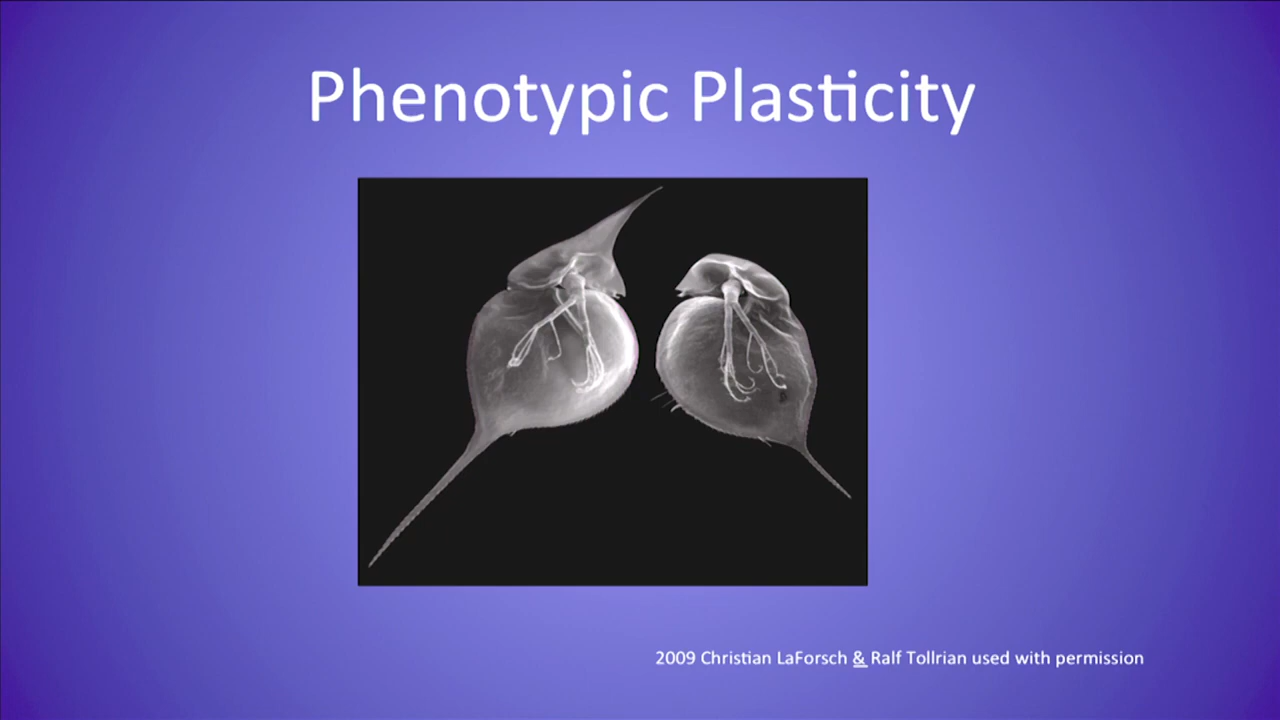 Phenotypic Plasticity
2009 Christian LaForsch & Ralf Tollrian used with permission